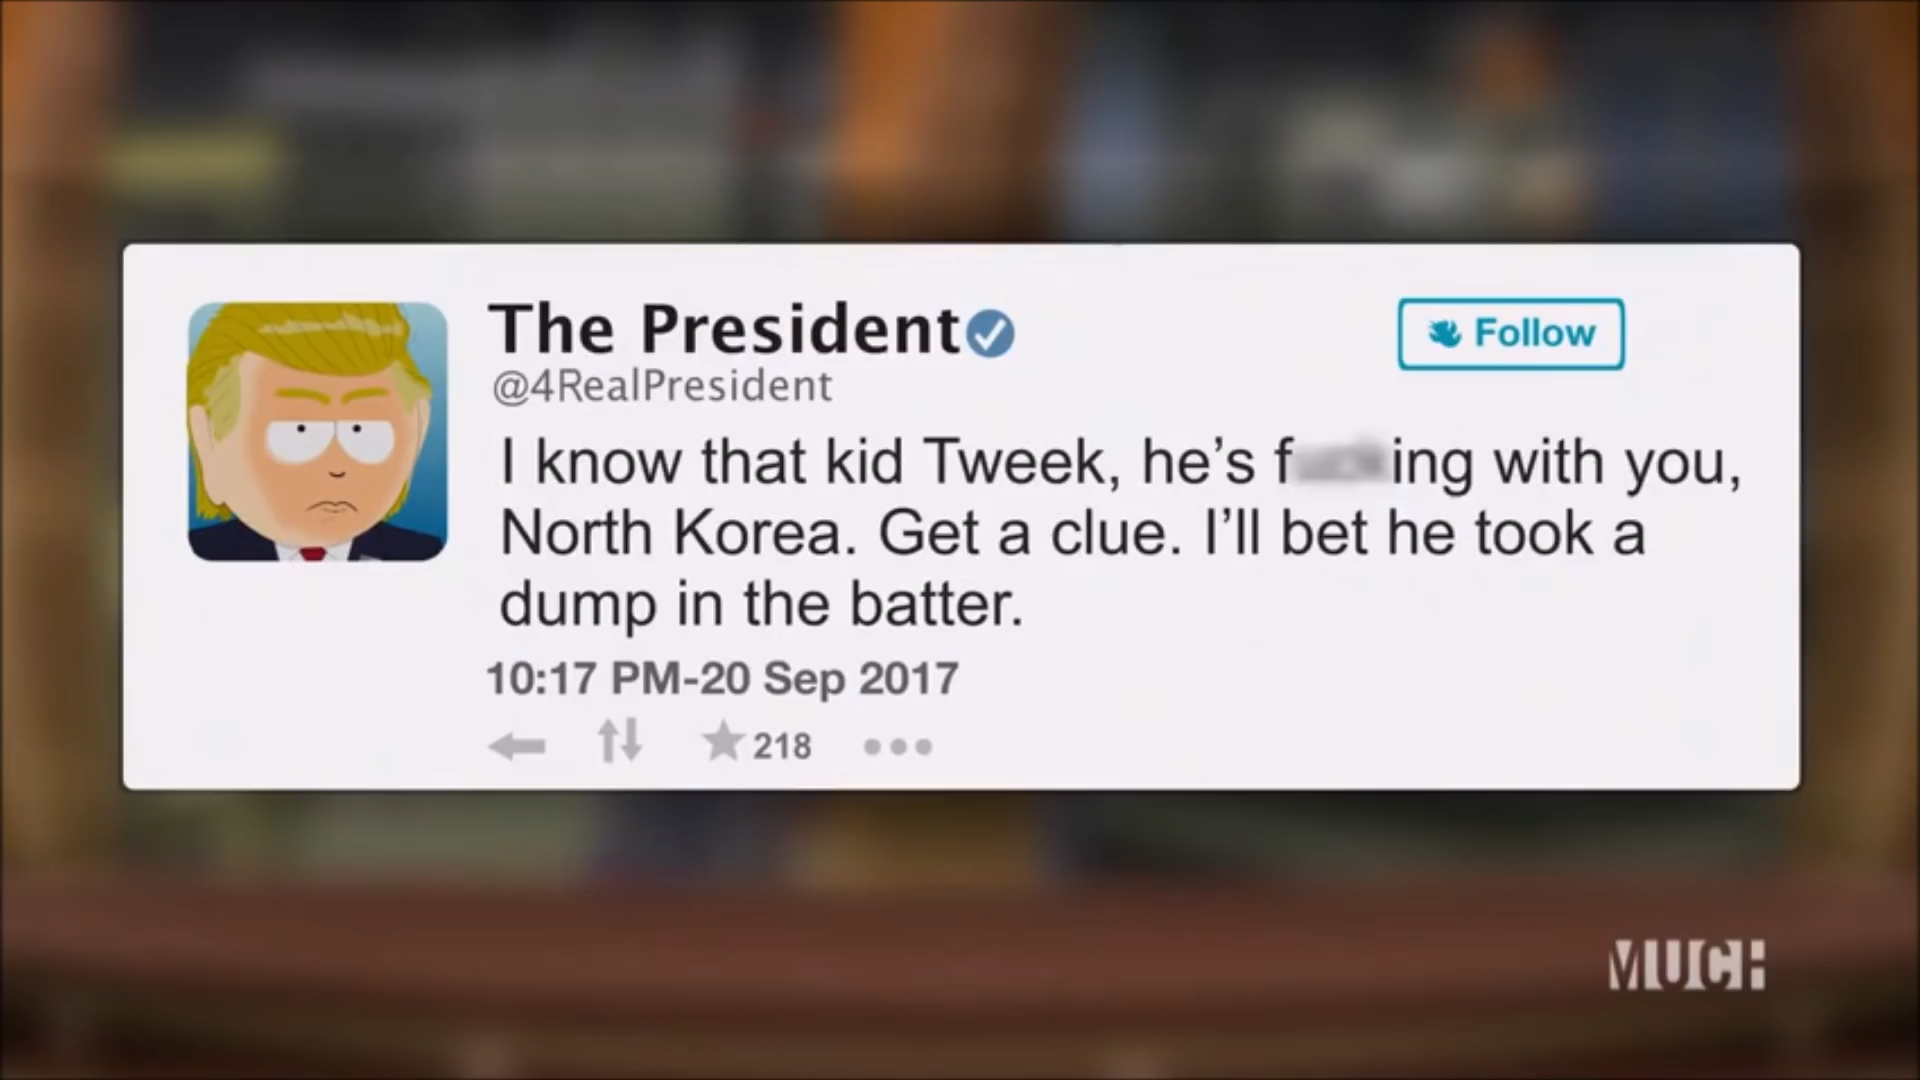 The President
@4RealPresident
Follow
I know that kid Tweek, he's f ing with you,
North Korea. Get a clue. I'll bet he took a
dump in the batter.
10:17 PM-20 Sep 2017
218
MUCH